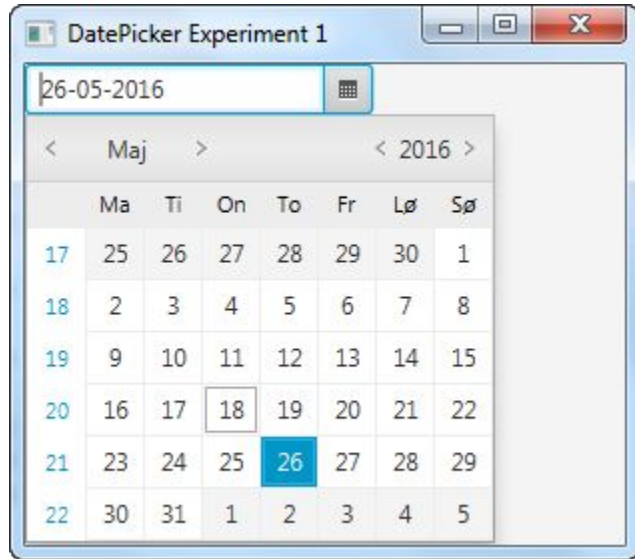 DatePicker Experiment 1
26-05-2016
< Maj > < 2016 >
Ma Ti On To Fr Lø Sø
17 25 26 27 28 29 30 1
18 2 3 4 5 6 7 8
19 9 10 11 12 13 14 15
20 16 17 18 19 20 21 22
21 23 24 25 26 27 28 29
22 30 31 1 2 3 4 5